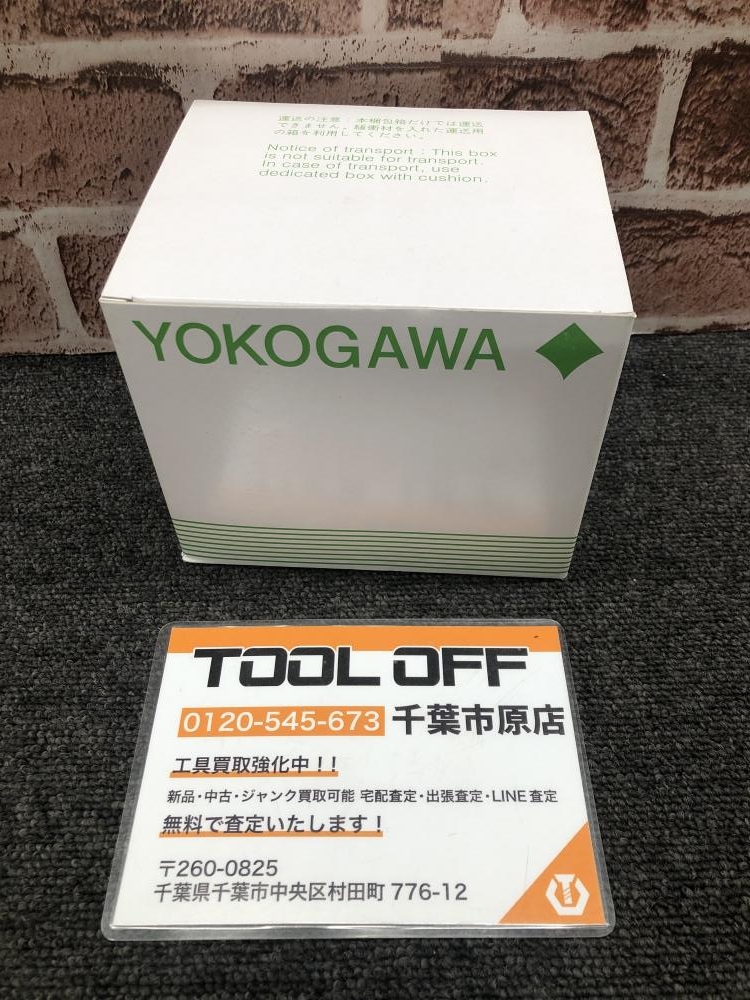 運送の注意：本梱包箱だけでは運送
できません。緩衝材を入れた運送用
の箱を利用してください。
Notice of transport : This box
is not suitable for transport.
In case of transport, use
dedicated box with cushion.
YOKOGAWA
TOOL OFF
0120-545-673 千葉市原店
工具買取強化中！！
新品・中古・ジャンク買取可能 宅配査定・出張査定・LINE査定
無料で査定いたします！
〒260-0825
千葉県千葉市中央区村田町 776-12